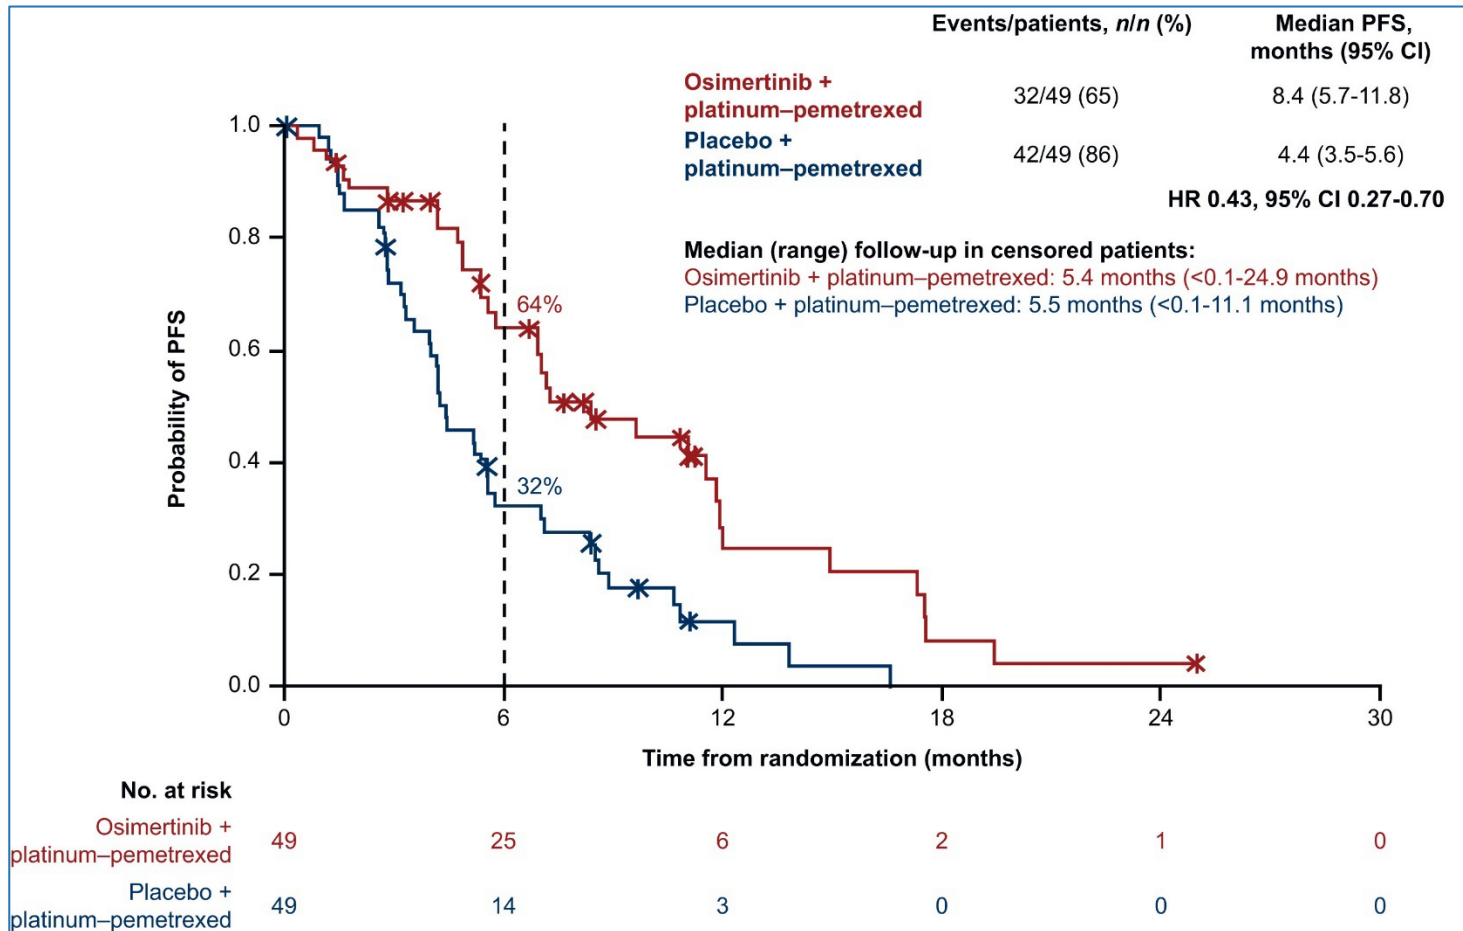 Events/patients, n/n (%)
Median PFS,
months (95% CI)
Osimertinib +
platinum–pemetrexed
32/49 (65)
8.4 (5.7-11.8)
Placebo +
platinum–pemetrexed
42/49 (86)
4.4 (3.5-5.6)
HR 0.43, 95% CI 0.27-0.70
Median (range) follow-up in censored patients:
Osimertinib + platinum–pemetrexed: 5.4 months (<0.1-24.9 months)
Placebo + platinum–pemetrexed: 5.5 months (<0.1-11.1 months)
Probability of PFS
1.0
0.8
0.6
0.4
0.2
0.0
64%
32%
0 6 12 18 24 30
Time from randomization (months)
No. at risk
Osimertinib +
platinum–pemetrexed
49 25 6 2 1 0
Placebo +
platinum–pemetrexed
49 14 3 0 0 0